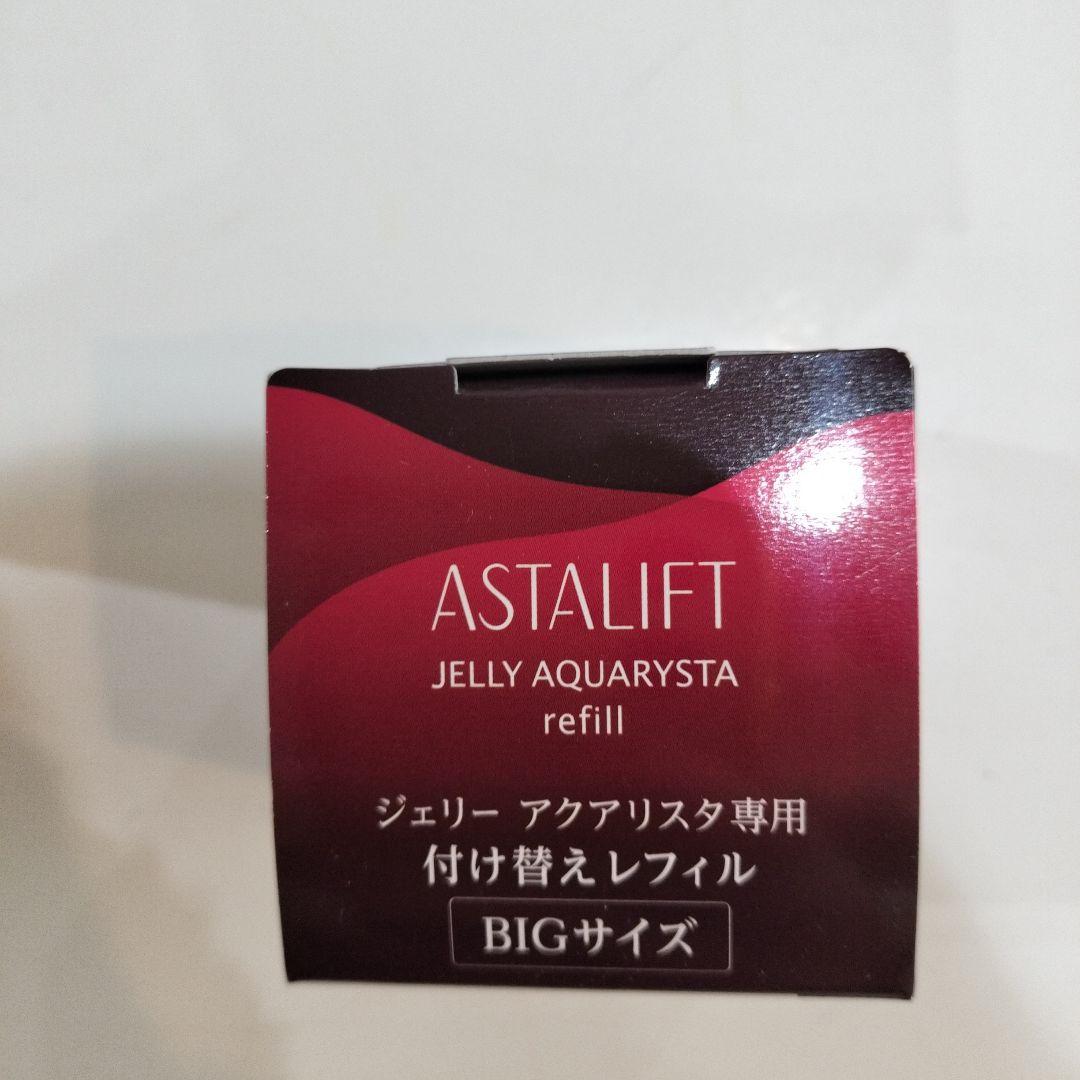 ASTALIFT
JELLY AQUARYSTA
refill
ジェリー アクアリスタ専用
付け替えレフィル
BIGサイズ